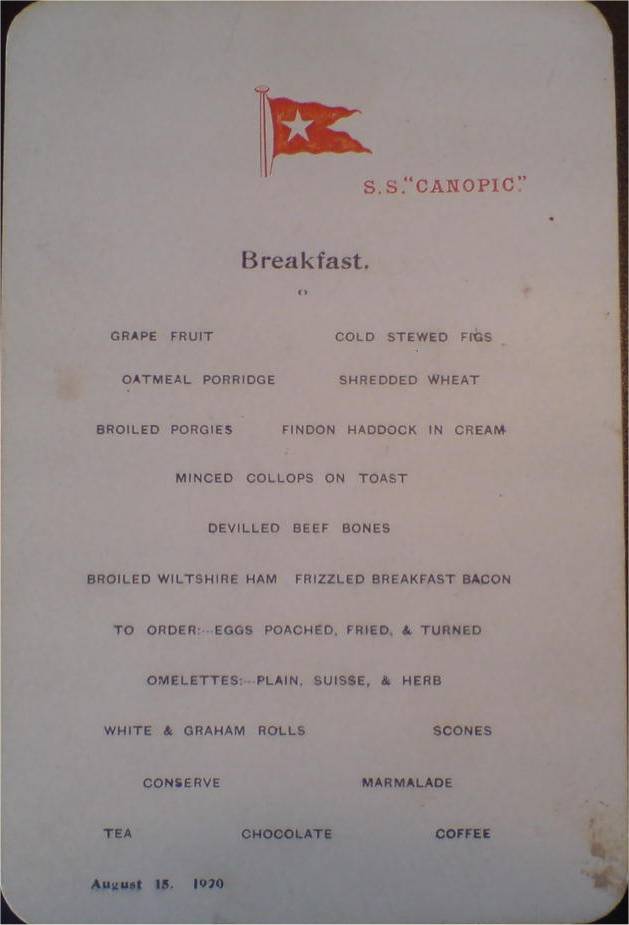 S.S. "CANOPIC."
Breakfast.
GRAPE FRUIT COLD STEWED FIGS
OATMEAL PORRIDGE SHREDDED WHEAT
BROILED PORGIES FINDON HADDOCK IN CREAM
MINCED COLLOPS ON TOAST
DEVILLED BEEF BONES
BROILED WILTSHIRE HAM FRIZZLED BREAKFAST BACON
TO ORDER:--EGGS POACHED, FRIED, & TURNED
OMELETTES:--PLAIN, SUISSE, & HERB
WHITE & GRAHAM ROLLS SCONES
CONSERVE MARMALADE
TEA CHOCOLATE COFFEE
August 15. 1920